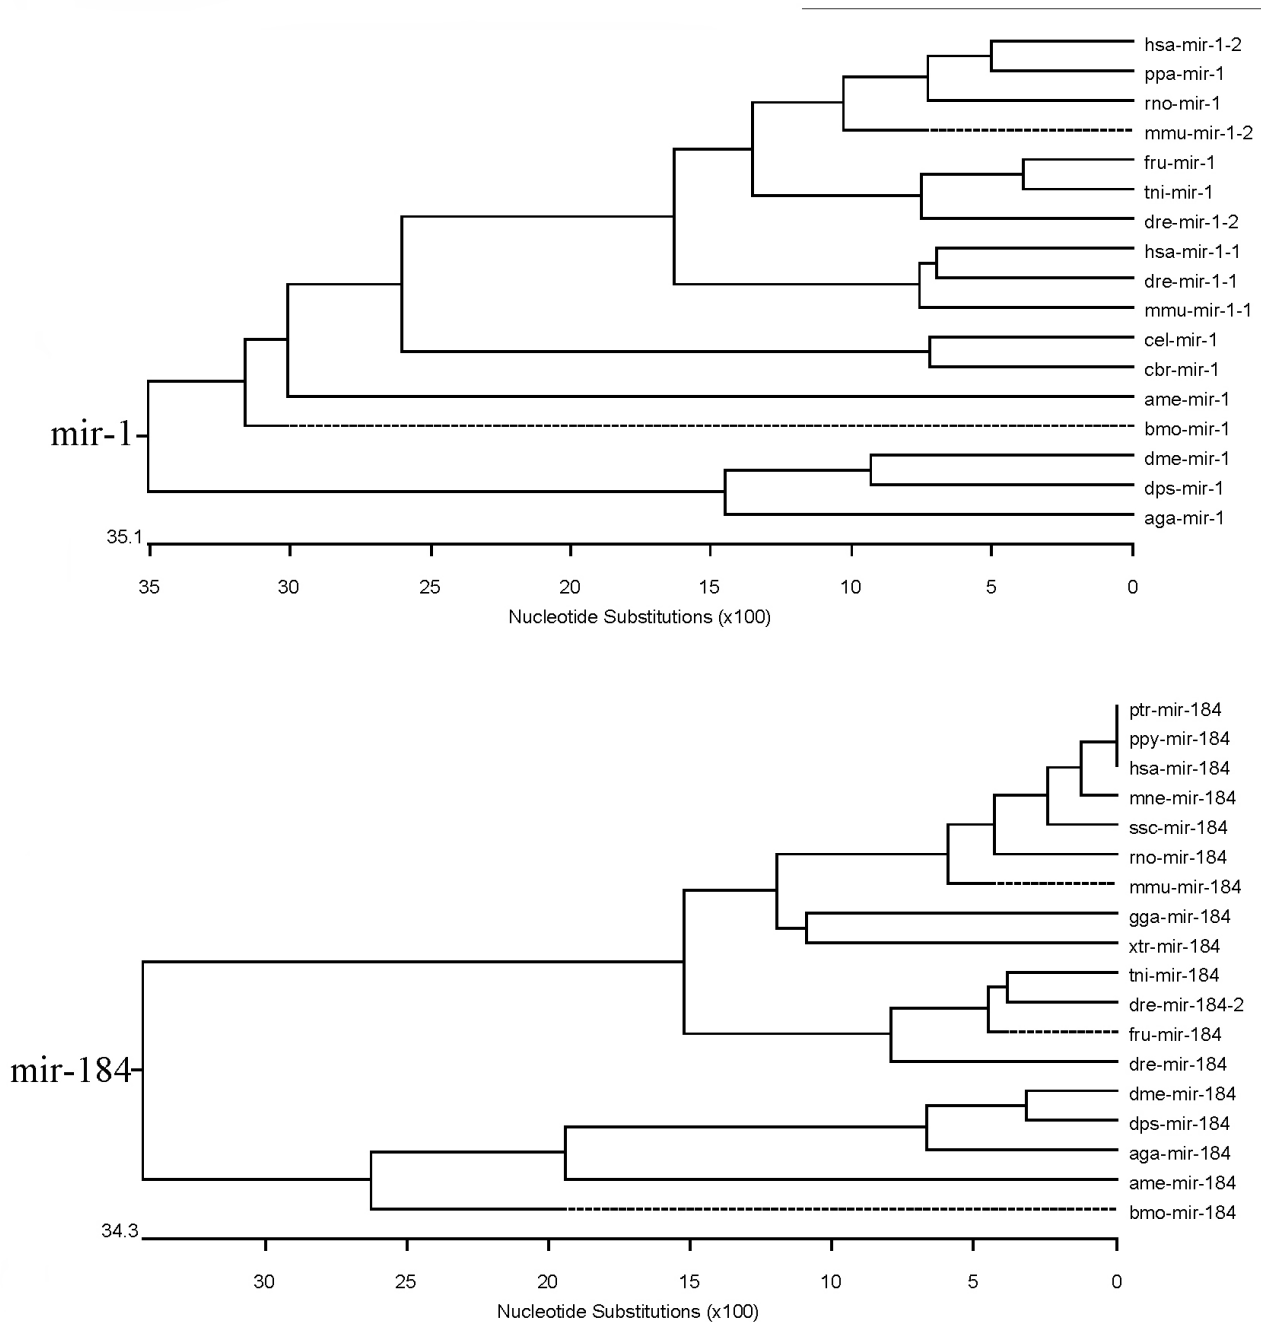 hsa-mir-1-2
ppa-mir-1
rno-mir-1
mmu-mir-1-2
fru-mir-1
tni-mir-1
dre-mir-1-2
hsa-mir-1-1
dre-mir-1-1
mmu-mir-1-1
cel-mir-1
cbr-mir-1
ame-mir-1
bmo-mir-1
mir-1
dme-mir-1
dps-mir-1
aga-mir-1
35.1
35 30 25 20 15 10 5 0
Nucleotide Substitutions (x100)
ptr-mir-184
ppy-mir-184
hsa-mir-184
mne-mir-184
ssc-mir-184
rno-mir-184
mmu-mir-184
gga-mir-184
xtr-mir-184
tni-mir-184
dre-mir-184-2
fru-mir-184
dre-mir-184
mir-184
dme-mir-184
dps-mir-184
aga-mir-184
ame-mir-184
bmo-mir-184
34.3
30 25 20 15 10 5 0
Nucleotide Substitutions (x100)